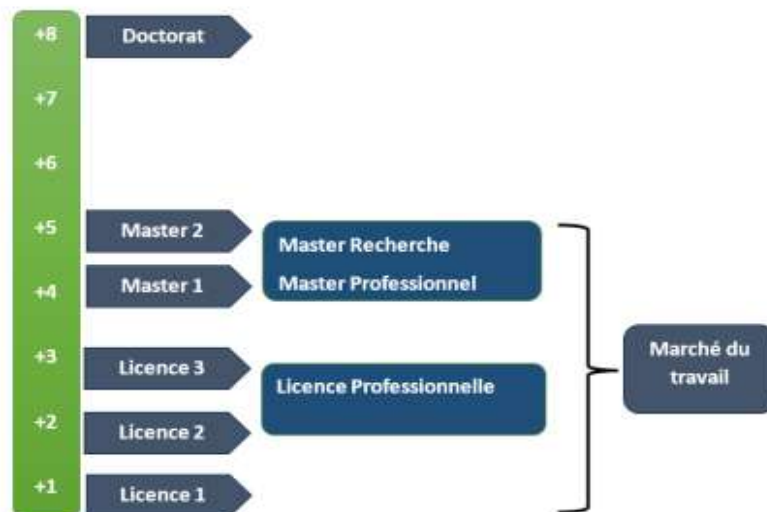 +8 Doctorat
+7
+6
+5 Master 2
Master Recherche
+4 Master 1
Master Professionnel
+3 Licence 3
Licence Professionnelle
+2 Licence 2
+1 Licence 1
Marché du
travail